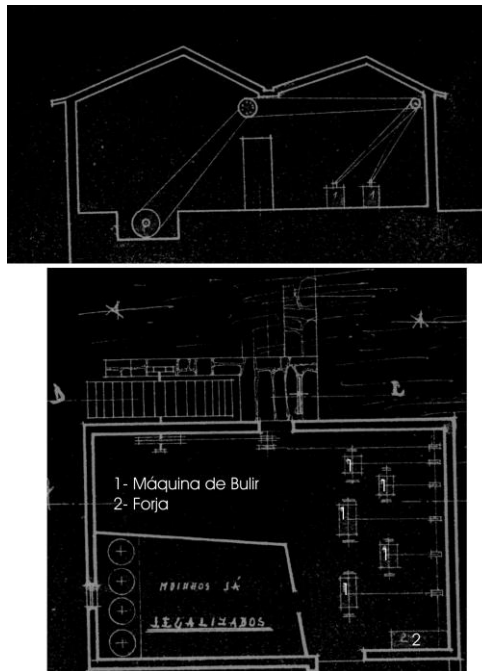 D
L
1- Máquina de Bulir
2- Forja
1
1
1
1
1
MOINHOS JÁ
LEGALIZADOS
2